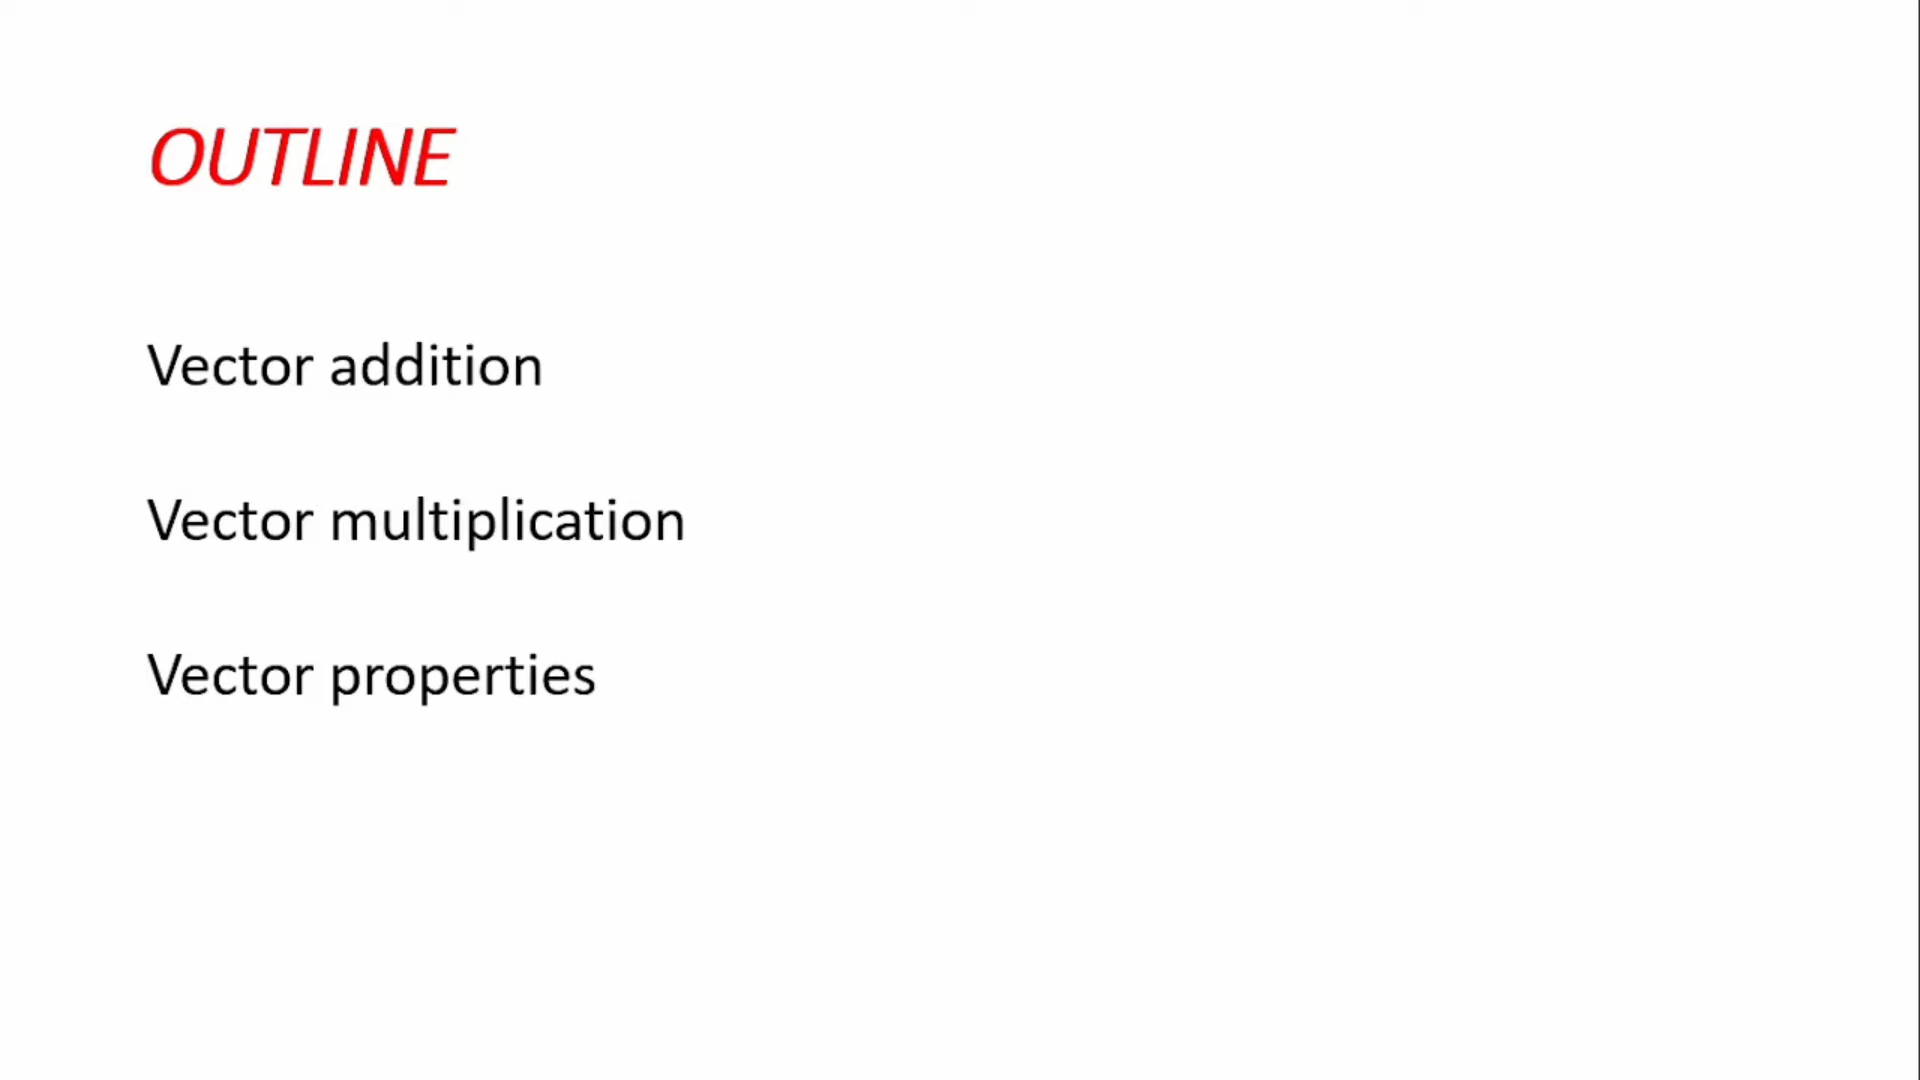 OUTLINE
Vector addition
Vector multiplication
Vector properties